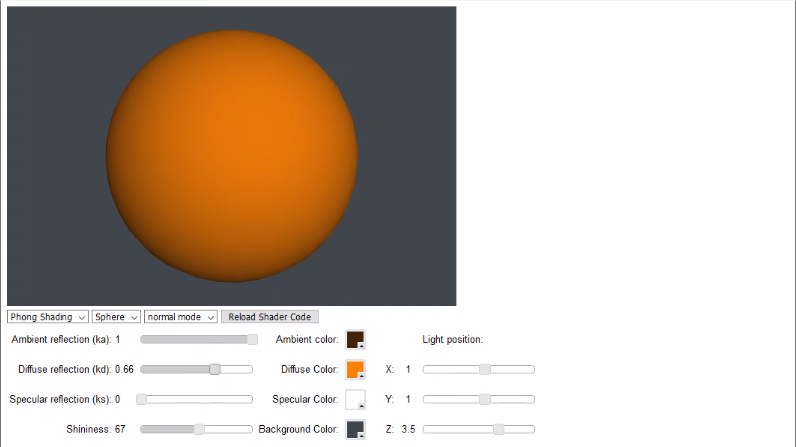 Phong Shading Sphere normal mode Reload Shader Code
Ambient reflection (ka): 1 Ambient color: Light position:
Diffuse reflection (kd): 0.66 Diffuse Color: X: 1
Specular reflection (ks): 0 Specular Color: Y: 1
Shininess: 67 Background Color: Z: 3.5